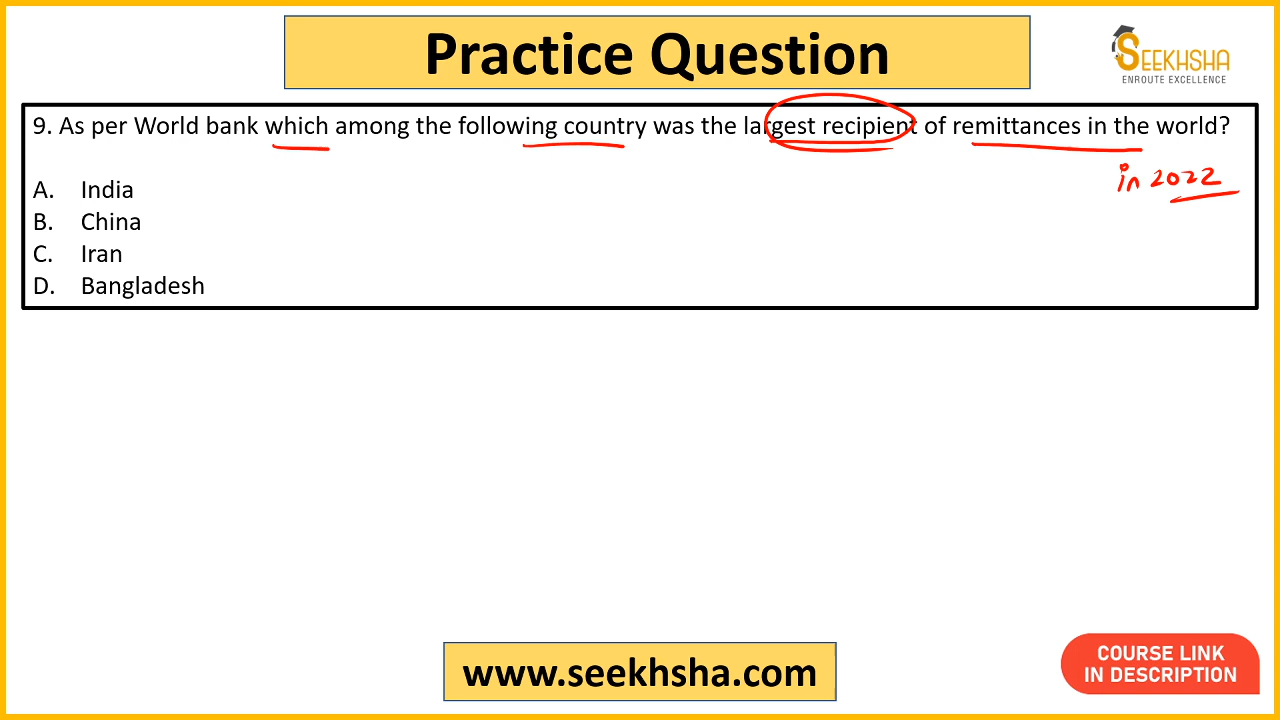 Practice Question
SEEKHSHA
ENROUTE EXCELLENCE
9. As per World bank which among the following country was the largest recipient of remittances in the world?
in 2022
A. India
B. China
C. Iran
D. Bangladesh
www.seekhsha.com
COURSE LINK
IN DESCRIPTION